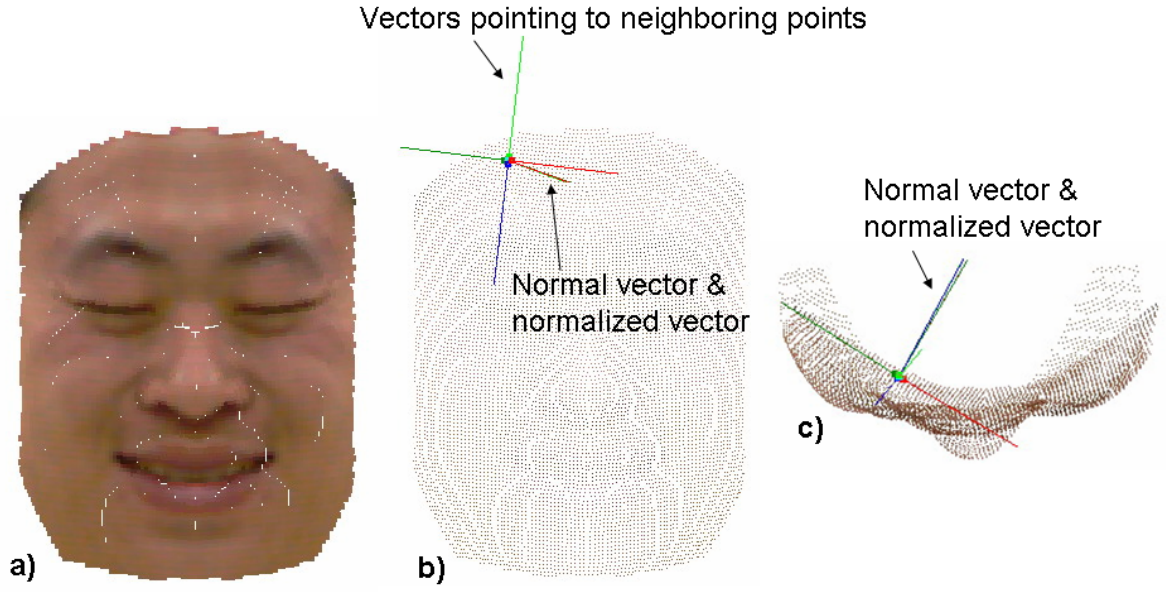 Vectors pointing to neighboring points
Normal vector &
normalized vector
Normal vector &
normalized vector
a)
b)
c)